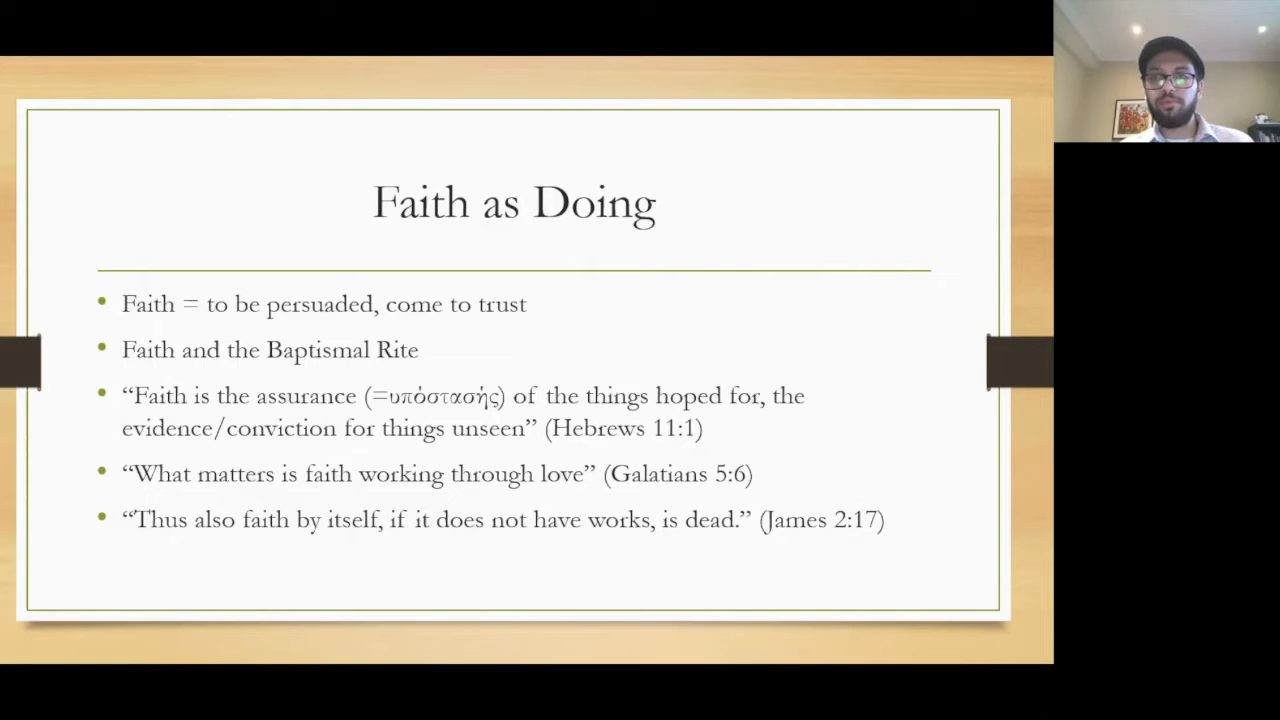 Faith as Doing
• Faith = to be persuaded, come to trust
• Faith and the Baptismal Rite
• “Faith is the assurance (=υπόστασής) of the things hoped for, the
evidence/conviction for things unseen” (Hebrews 11:1)
• “What matters is faith working through love” (Galatians 5:6)
• “Thus also faith by itself, if it does not have works, is dead.” (James 2:17)